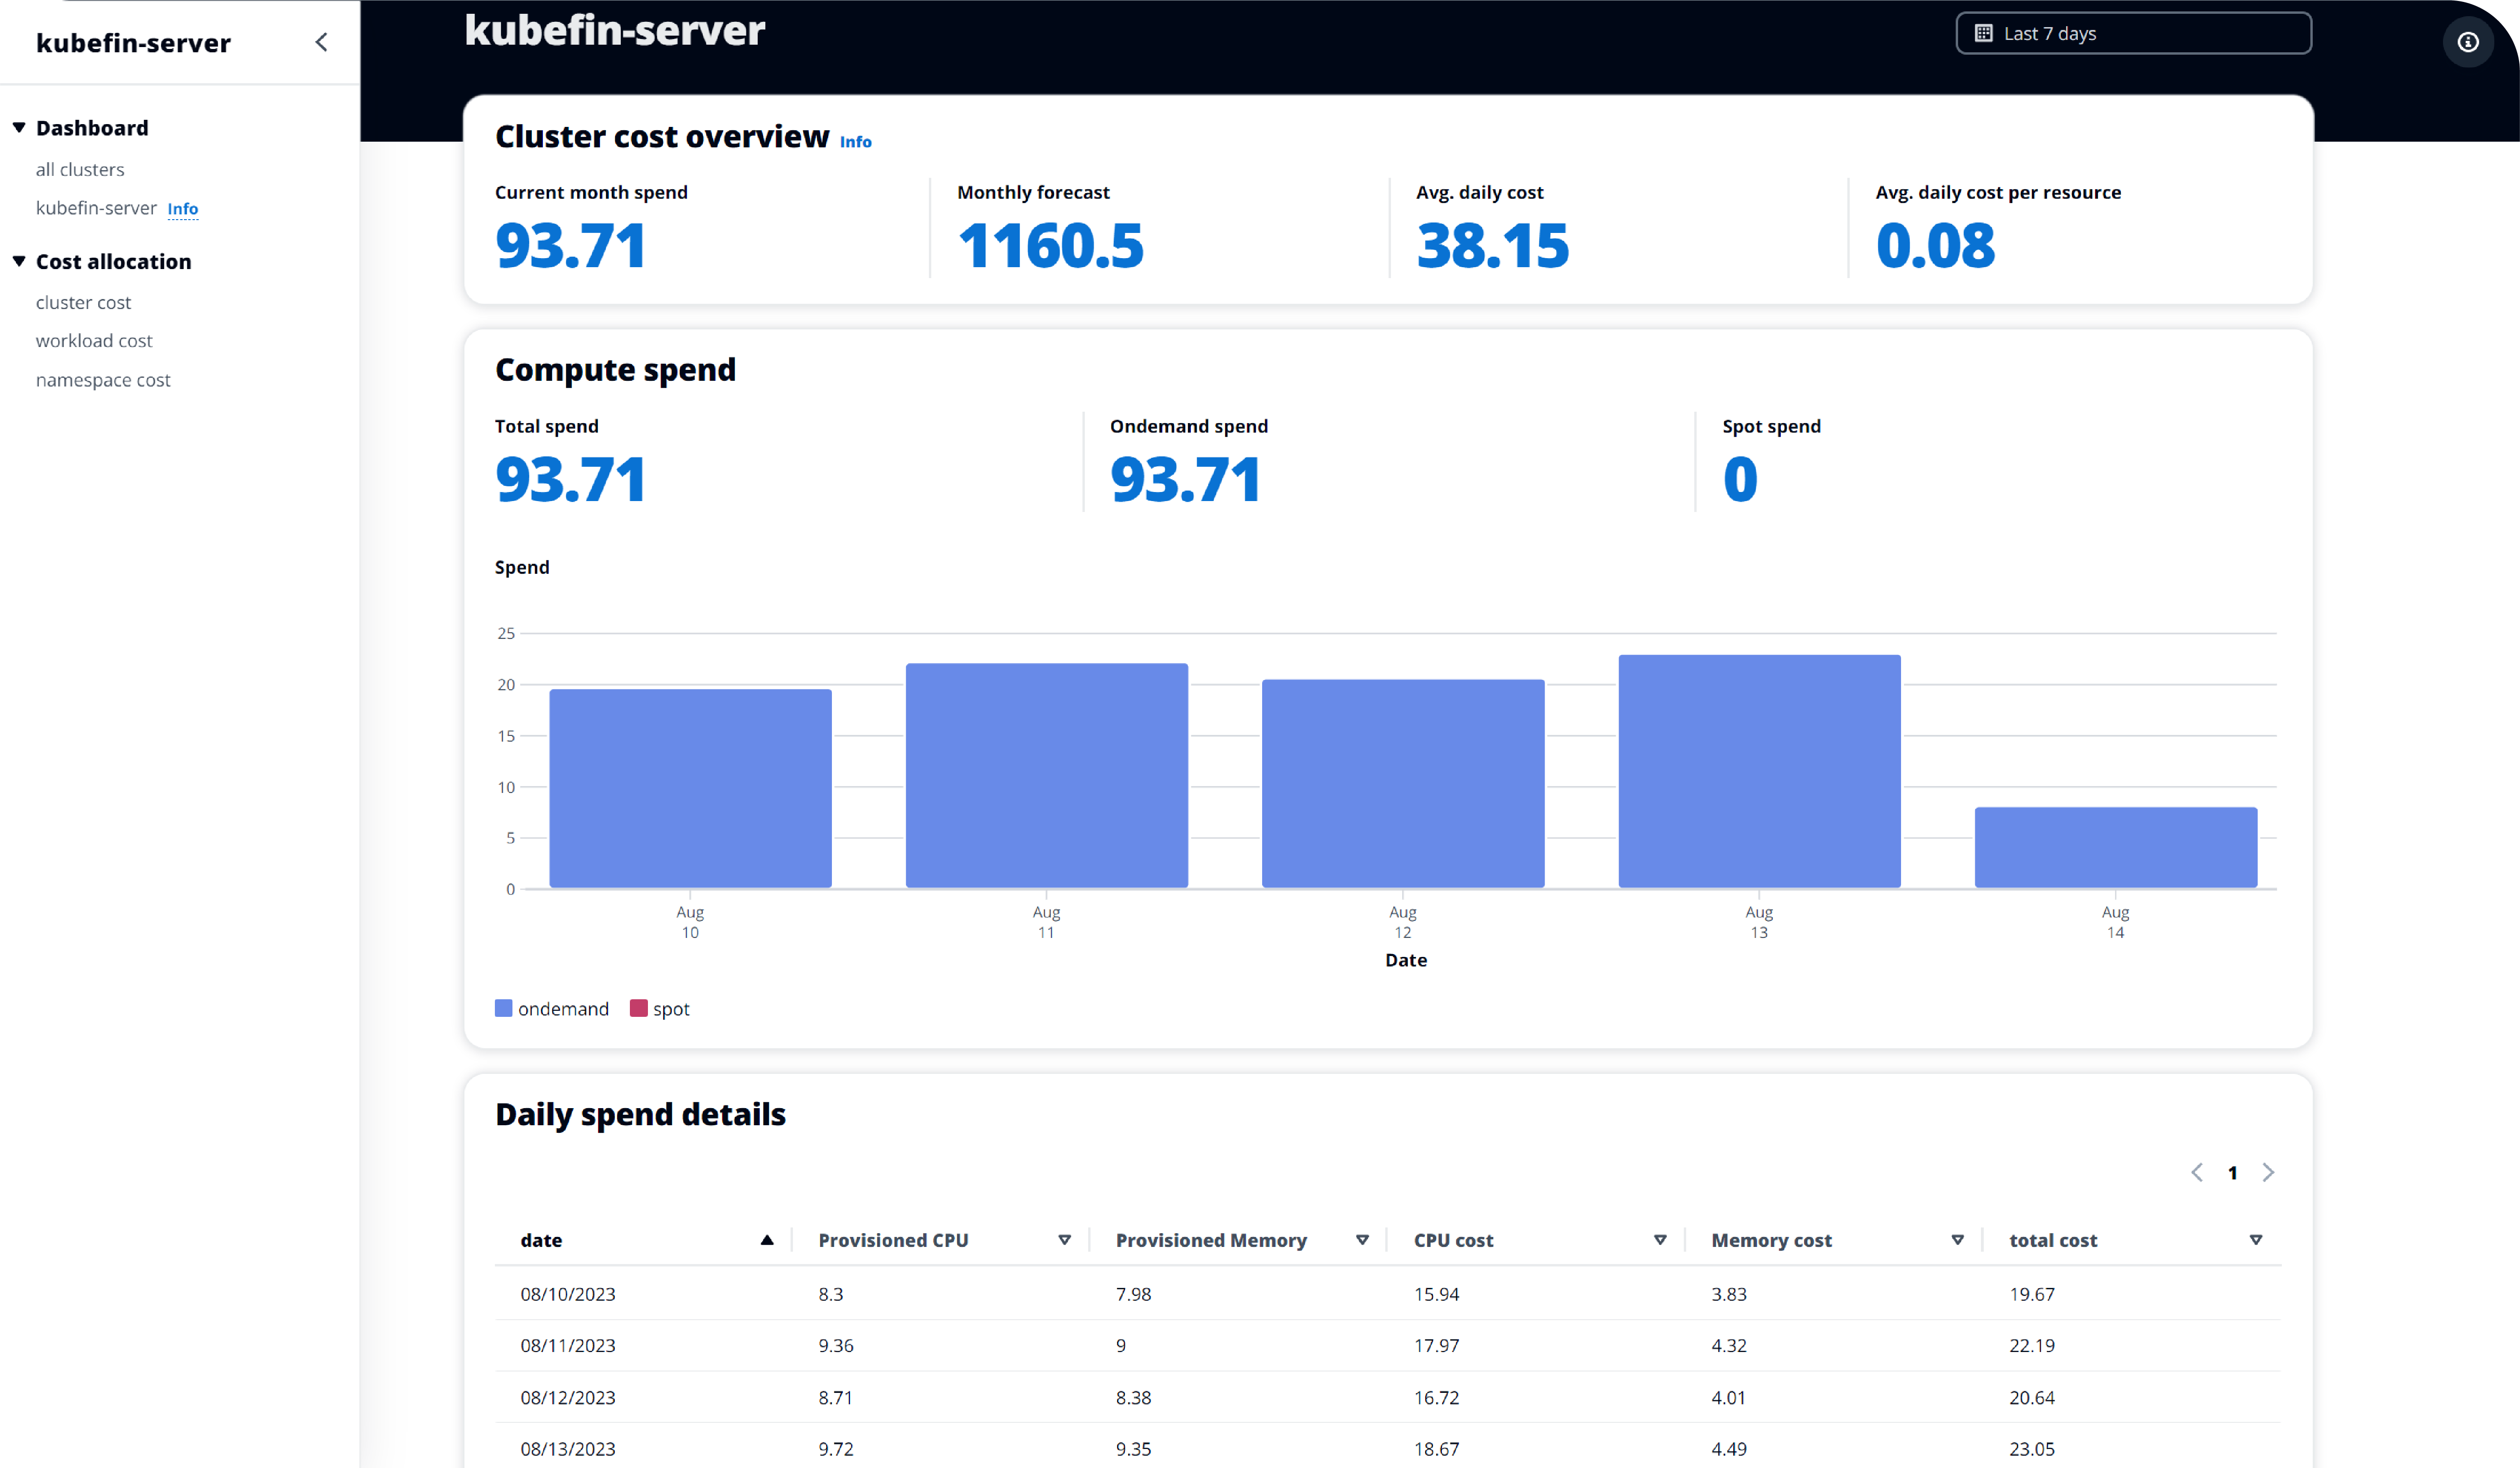 kubefin-server
Dashboard
all clusters
kubefin-server Info
Cost allocation
cluster cost
workload cost
namespace cost
kubefin-server
Last 7 days
Cluster cost overview Info
Current month spend Monthly forecast Avg. daily cost Avg. daily cost per resource
93.71 1160.5 38.15 0.08
Compute spend
Total spend Ondemand spend Spot spend
93.71 93.71 0
Spend
25
20
15
10
5
0
Aug Aug Aug Aug Aug
10 11 12 13 14
Date
ondemand spot
Daily spend details
1
date Provisioned CPU Provisioned Memory CPU cost Memory cost total cost
08/10/2023 8.3 7.98 15.94 3.83 19.67
08/11/2023 9.36 9 17.97 4.32 22.19
08/12/2023 8.71 8.38 16.72 4.01 20.64
08/13/2023 9.72 9.35 18.67 4.49 23.05